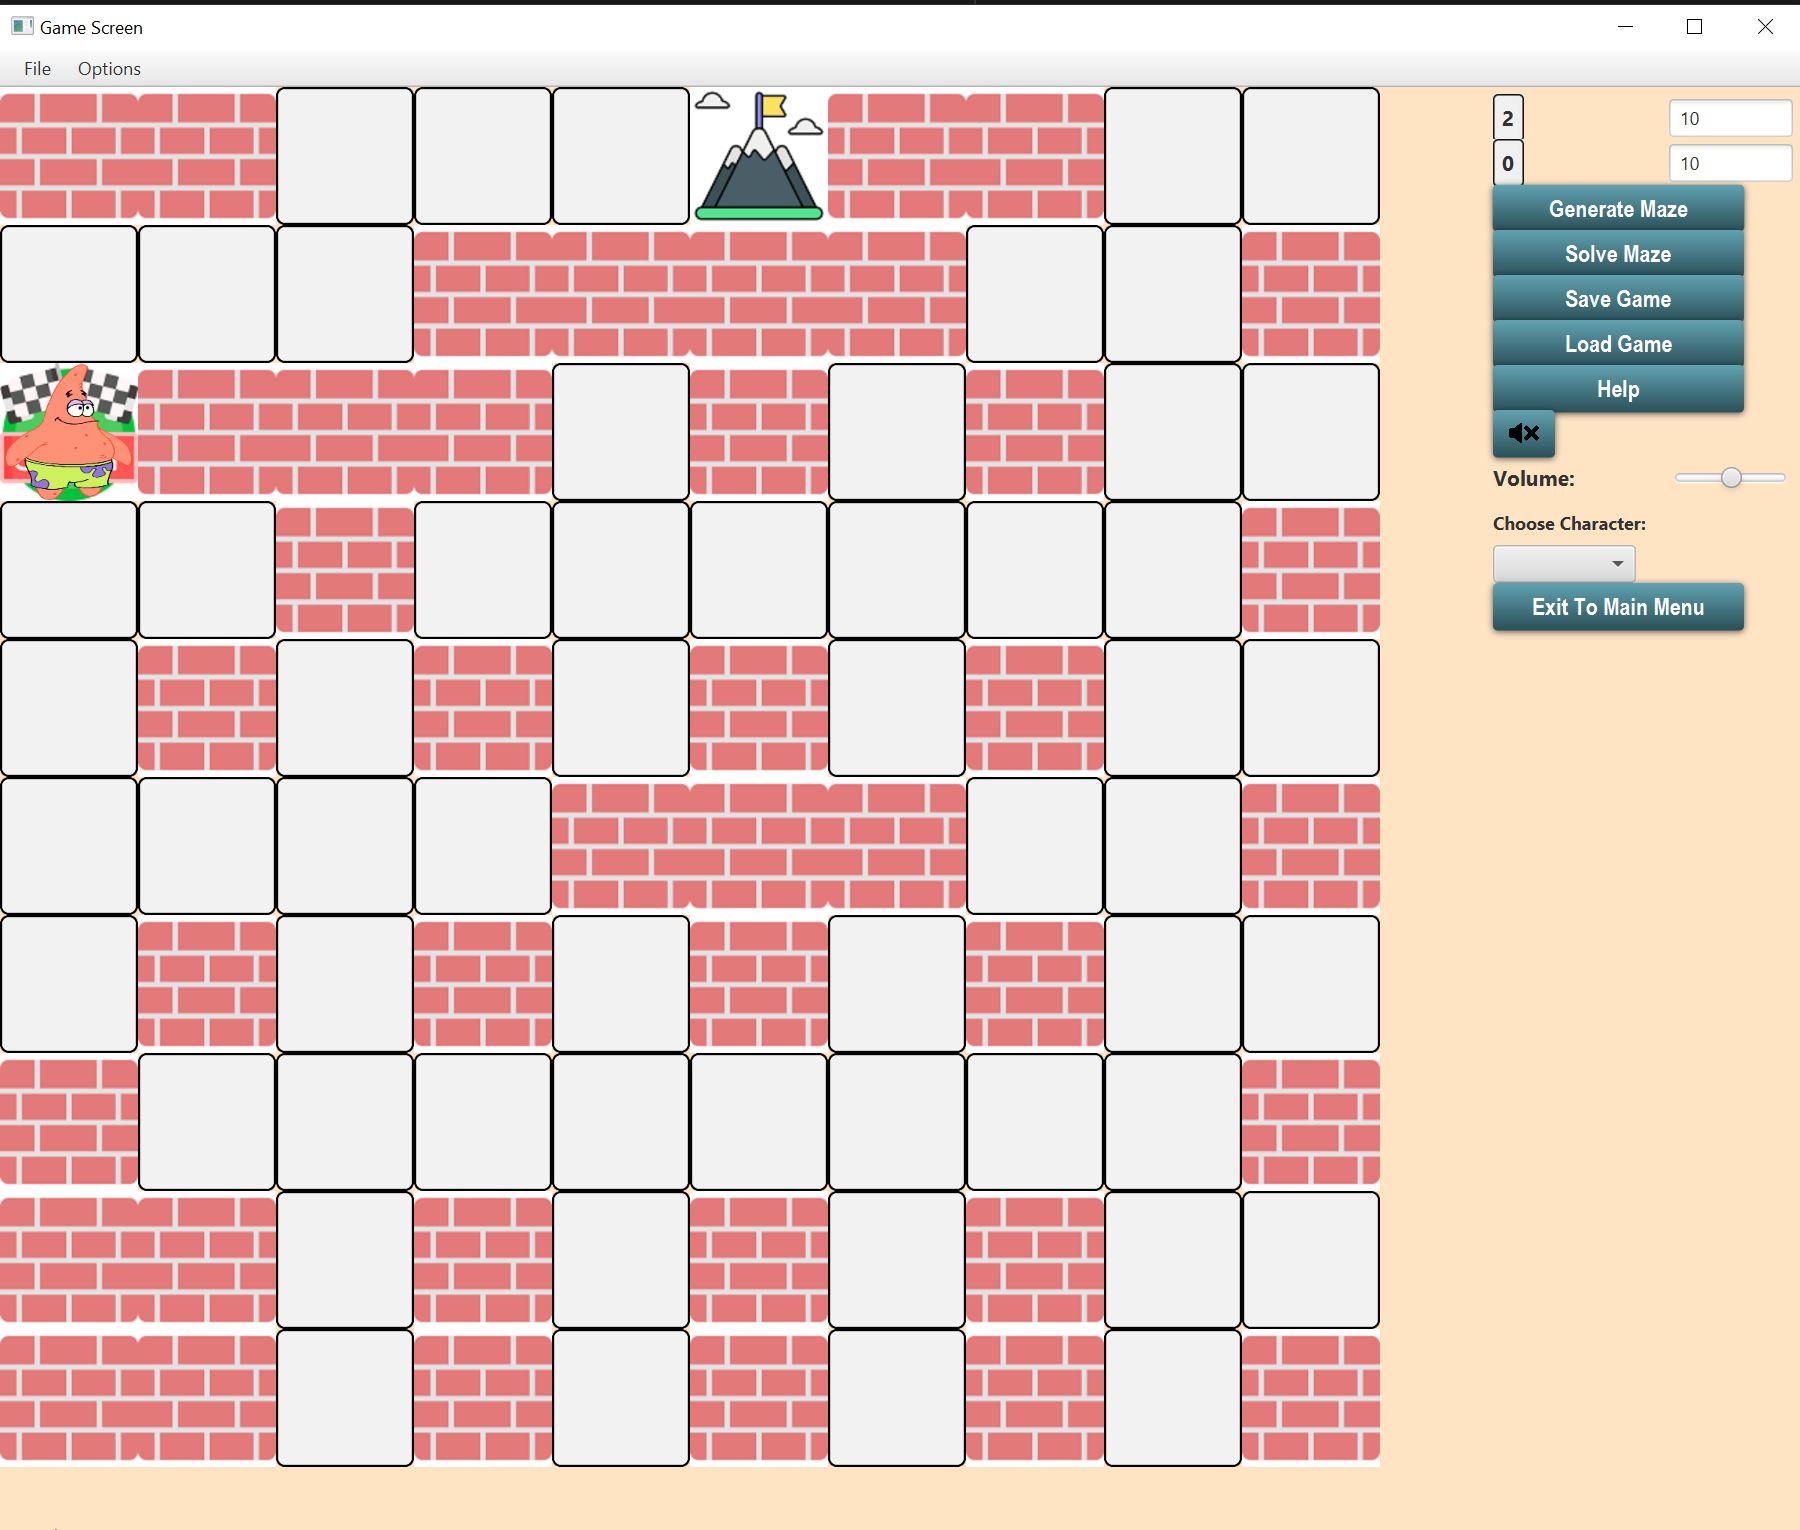 Game Screen
File Options
2 10
0 10
Generate Maze
Solve Maze
Save Game
Load Game
Help
Volume:
Choose Character:
Exit To Main Menu